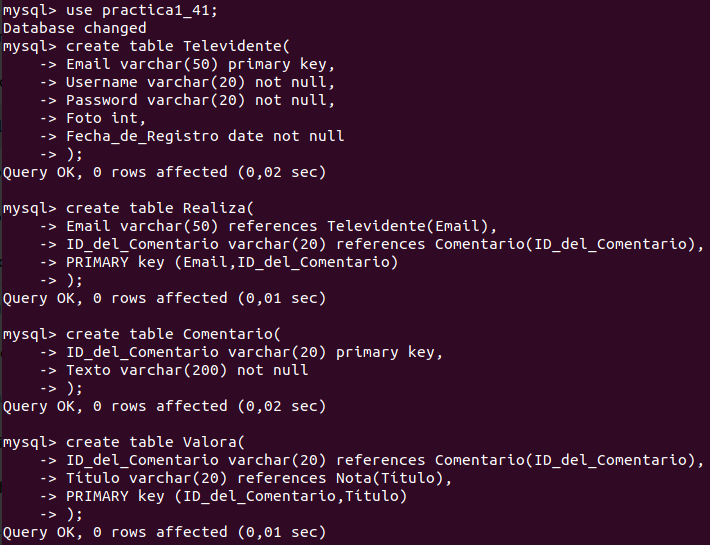 mysql> use practica1_41;
Database changed
mysql> create table Televidente(
    -> Email varchar(50) primary key,
    -> Username varchar(20) not null,
    -> Password varchar(20) not null,
    -> Foto int,
    -> Fecha_de_Registro date not null
    -> );
Query OK, 0 rows affected (0,02 sec)

mysql> create table Realiza(
    -> Email varchar(50) references Televidente(Email),
    -> ID_del_Comentario varchar(20) references Comentario(ID_del_Comentario),
    -> PRIMARY key (Email,ID_del_Comentario)
    -> );
Query OK, 0 rows affected (0,01 sec)

mysql> create table Comentario(
    -> ID_del_Comentario varchar(20) primary key,
    -> Texto varchar(200) not null
    -> );
Query OK, 0 rows affected (0,02 sec)

mysql> create table Valora(
    -> ID_del_Comentario varchar(20) references Comentario(ID_del_Comentario),
    -> Título varchar(20) references Nota(Título),
    -> PRIMARY key (ID_del_Comentario,Título)
    -> );
Query OK, 0 rows affected (0,01 sec)